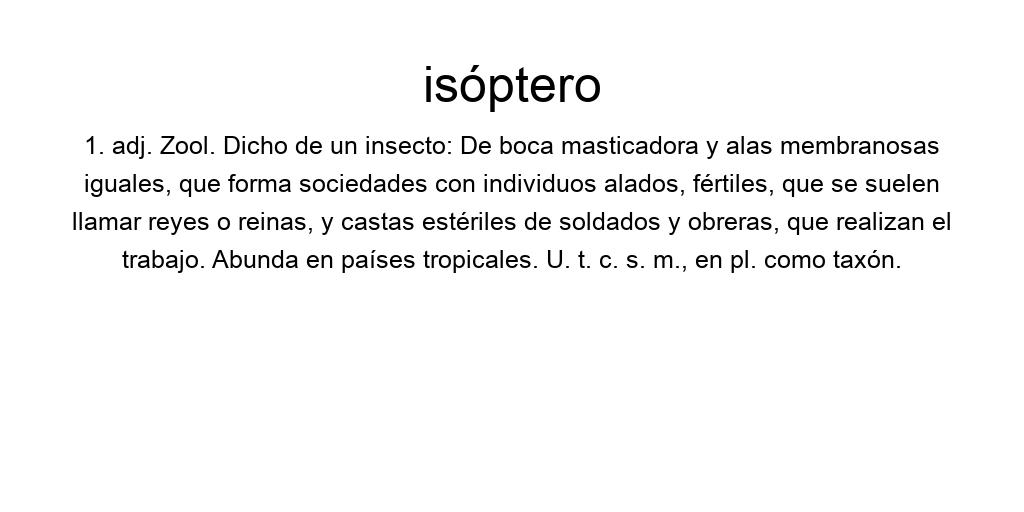 isóptero
1. adj. Zool. Dicho de un insecto: De boca masticadora y alas membranosas
iguales, que forma sociedades con individuos alados, fértiles, que se suelen
llamar reyes o reinas, y castas estériles de soldados y obreras, que realizan el
trabajo. Abunda en países tropicales. U. t. c. s. m., en pl. como taxón.